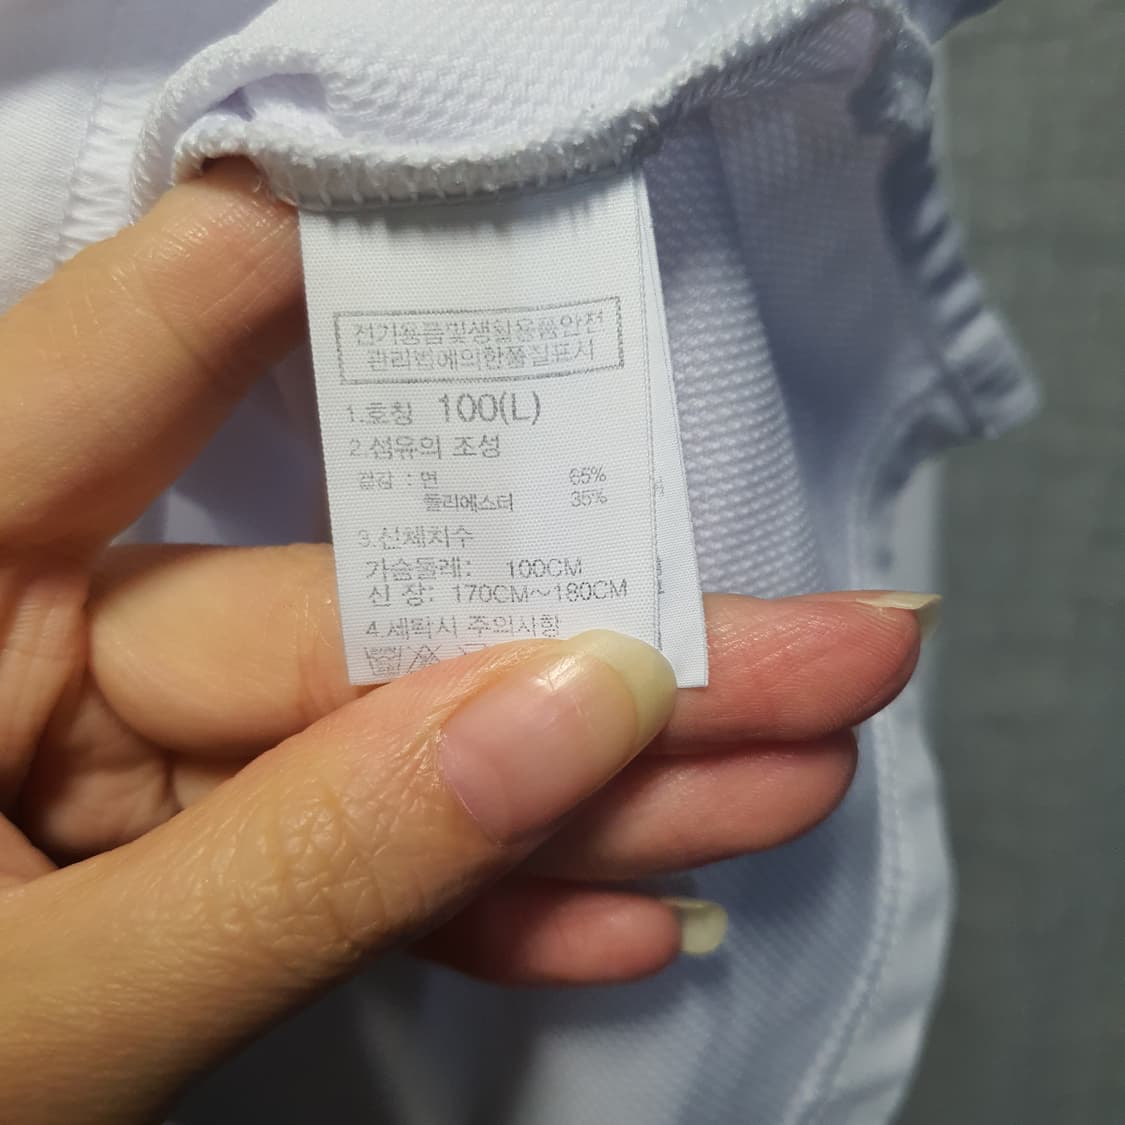 전기용품및생활용품안전
관리법에의한품질표시
1.호칭 100(L)
2.섬유의 조성
겉감 : 면 65%
폴리에스터 35%
3.신체치수
가슴둘레: 100CM
신 장: 170CM~180CM
4.세탁시 주의사항